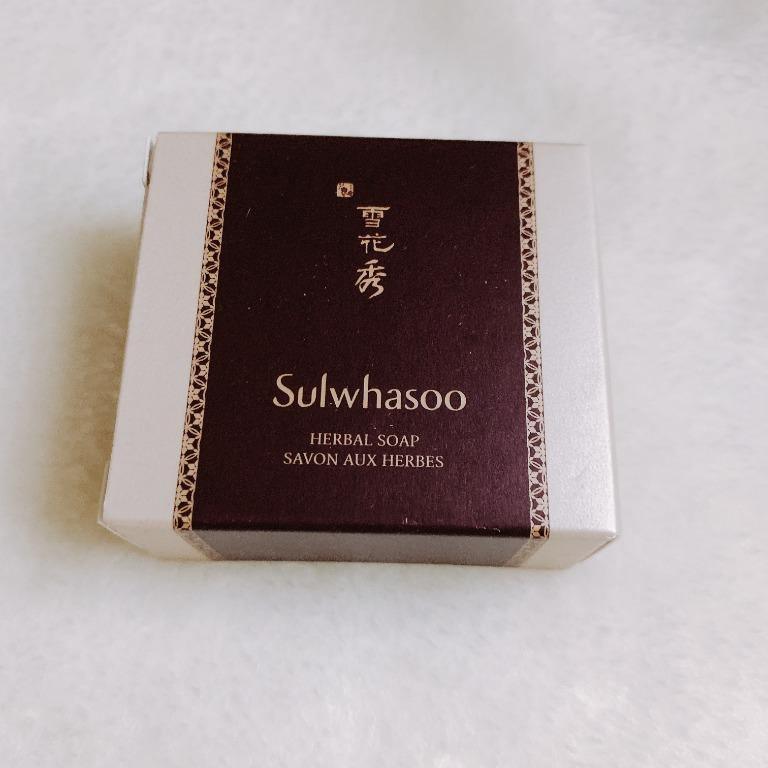 雪
花
秀
Sulwhasoo
HERBAL SOAP
SAVON AUX HERBES